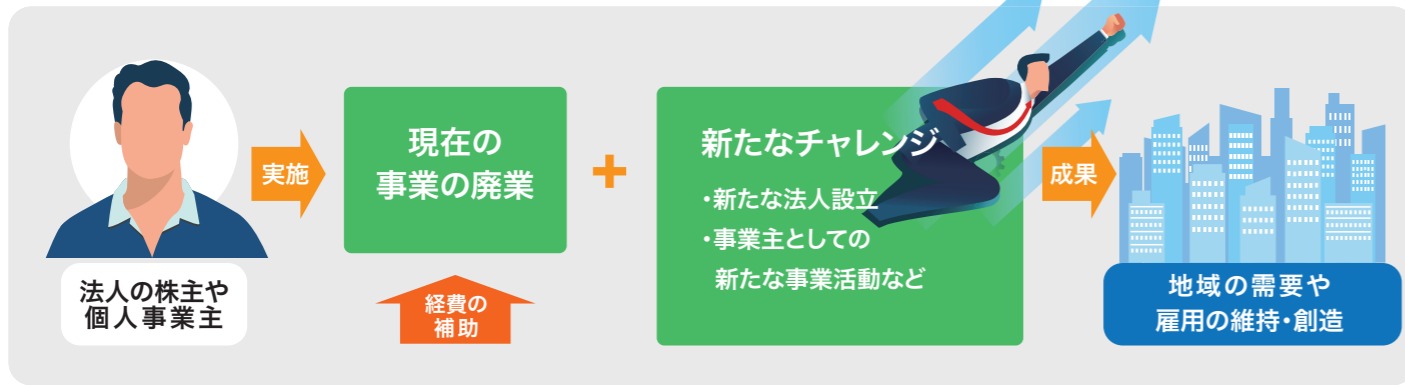 法人の株主や
個人事業主
実施
現在の
事業の廃業
経費の
補助
+
新たなチャレンジ
・新たな法人設立
・事業主としての
新たな事業活動など
成果
地域の需要や
雇用の維持・創造